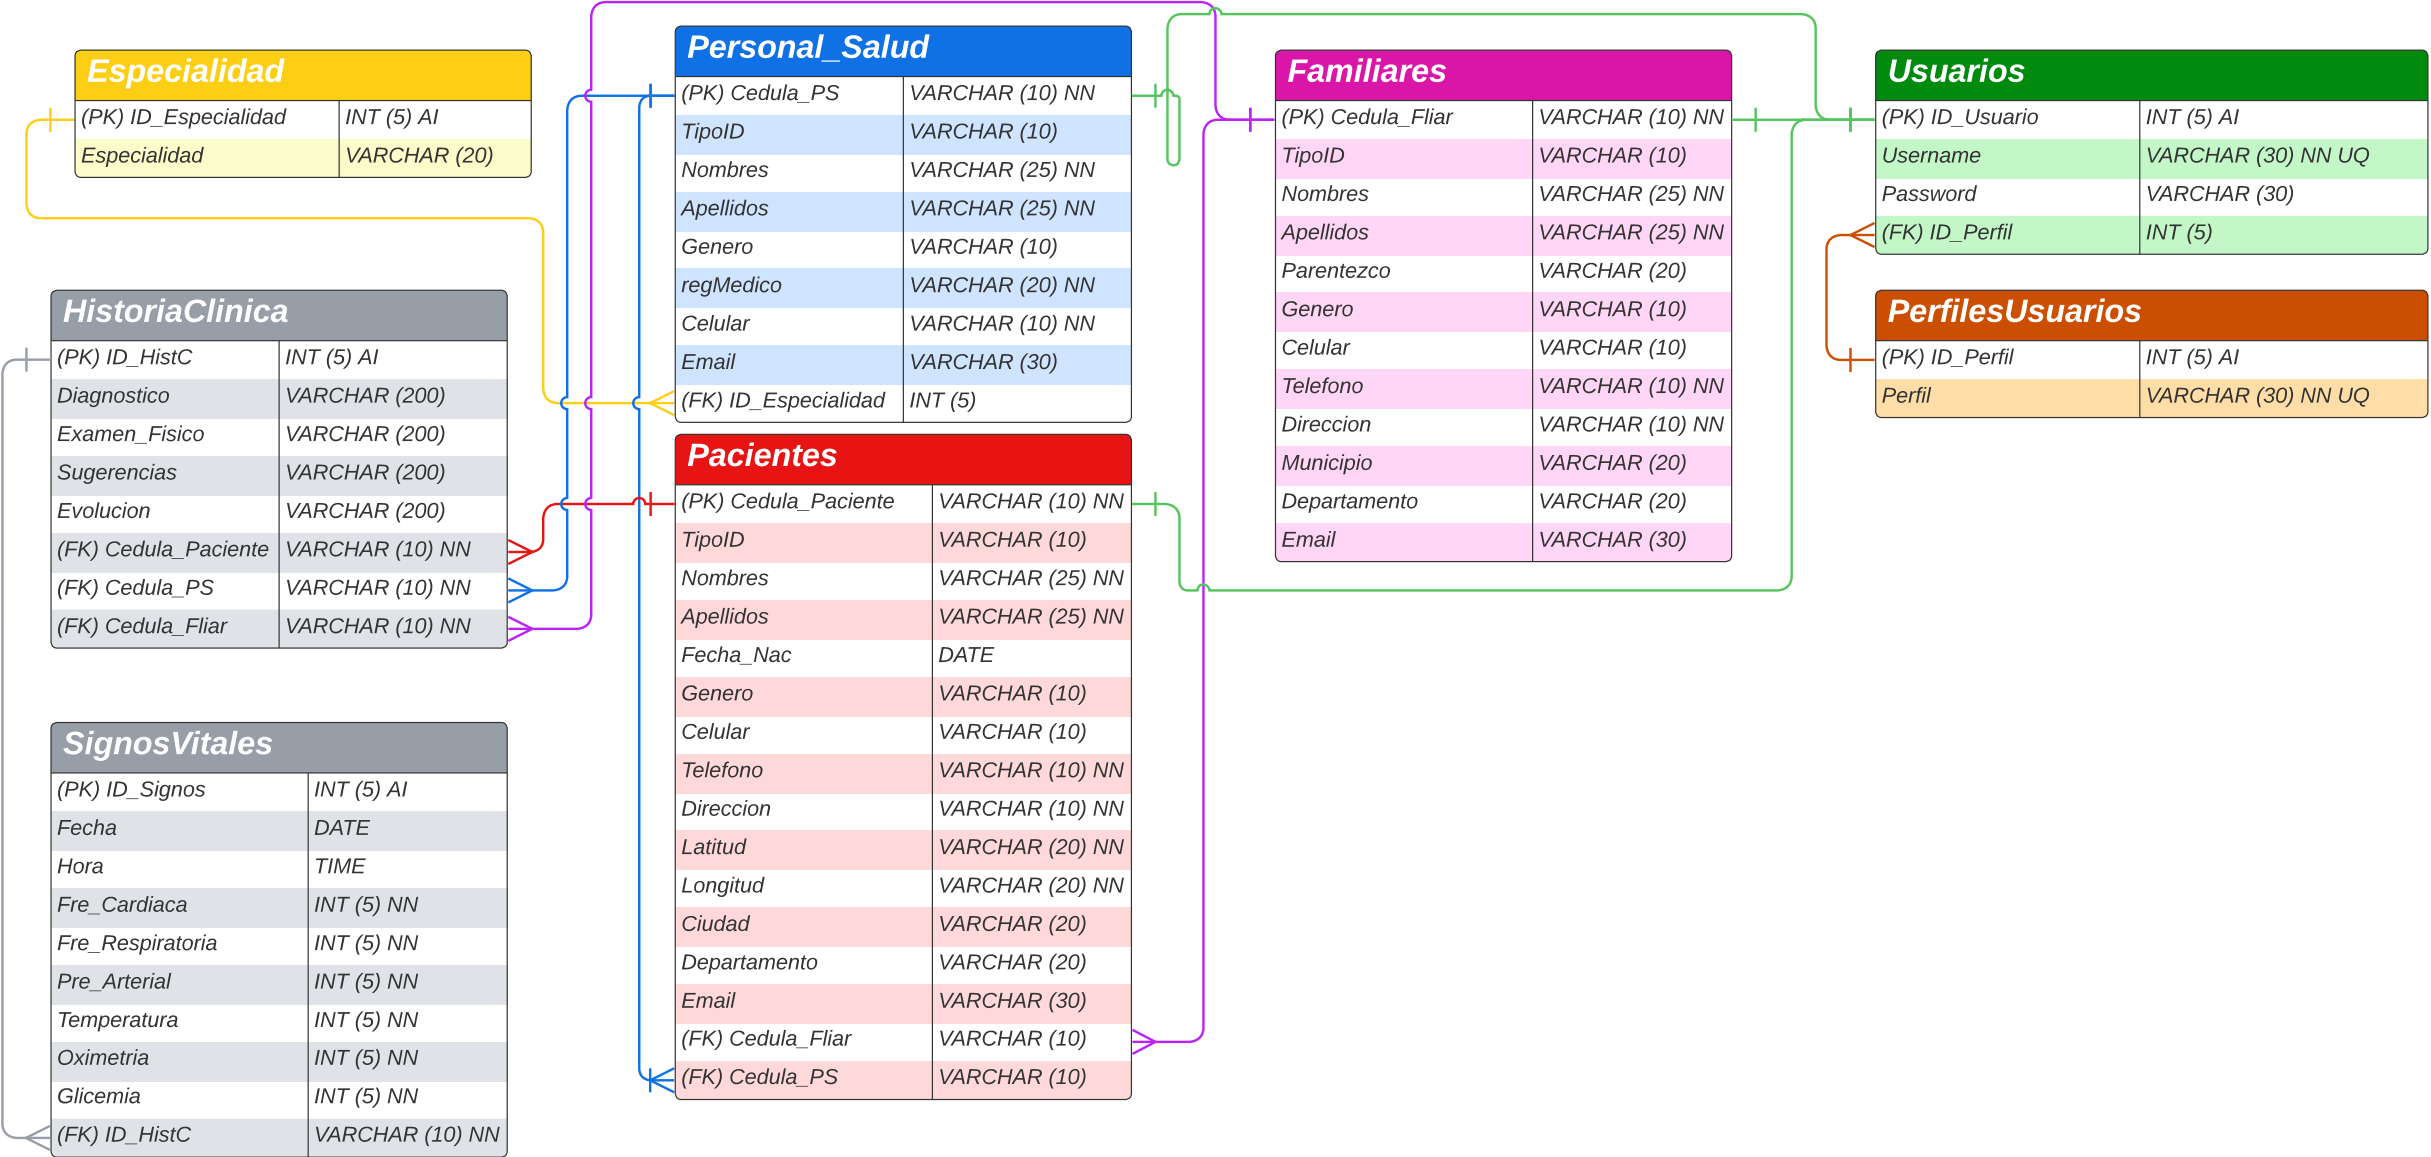 Especialidad
(PK) ID_Especialidad INT (5) AI
Especialidad VARCHAR (20)
HistoriaClinica
(PK) ID_HistC INT (5) AI
Diagnostico VARCHAR (200)
Examen_Fisico VARCHAR (200)
Sugerencias VARCHAR (200)
Evolucion VARCHAR (200)
(FK) Cedula_Paciente VARCHAR (10) NN
(FK) Cedula_PS VARCHAR (10) NN
(FK) Cedula_Fliar VARCHAR (10) NN
SignosVitales
(PK) ID_Signos INT (5) AI
Fecha DATE
Hora TIME
Fre_Cardiaca INT (5) NN
Fre_Respiratoria INT (5) NN
Pre_Arterial INT (5) NN
Temperatura INT (5) NN
Oximetria INT (5) NN
Glicemia INT (5) NN
(FK) ID_HistC VARCHAR (10) NN
Personal_Salud
(PK) Cedula_PS VARCHAR (10) NN
TipoID VARCHAR (10)
Nombres VARCHAR (25) NN
Apellidos VARCHAR (25) NN
Genero VARCHAR (10)
regMedico VARCHAR (20) NN
Celular VARCHAR (10) NN
Email VARCHAR (30)
(FK) ID_Especialidad INT (5)
Pacientes
(PK) Cedula_Paciente VARCHAR (10) NN
TipoID VARCHAR (10)
Nombres VARCHAR (25) NN
Apellidos VARCHAR (25) NN
Fecha_Nac DATE
Genero VARCHAR (10)
Celular VARCHAR (10)
Telefono VARCHAR (10) NN
Direccion VARCHAR (10) NN
Latitud VARCHAR (20) NN
Longitud VARCHAR (20) NN
Ciudad VARCHAR (20)
Departamento VARCHAR (20)
Email VARCHAR (30)
(FK) Cedula_Fliar VARCHAR (10)
(FK) Cedula_PS VARCHAR (10)
Familiares
(PK) Cedula_Fliar VARCHAR (10) NN
TipoID VARCHAR (10)
Nombres VARCHAR (25) NN
Apellidos VARCHAR (25) NN
Parentezco VARCHAR (20)
Genero VARCHAR (10)
Celular VARCHAR (10)
Telefono VARCHAR (10) NN
Direccion VARCHAR (10) NN
Municipio VARCHAR (20)
Departamento VARCHAR (20)
Email VARCHAR (30)
Usuarios
(PK) ID_Usuario INT (5) AI
Username VARCHAR (30) NN UQ
Password VARCHAR (30)
(FK) ID_Perfil INT (5)
PerfilesUsuarios
(PK) ID_Perfil INT (5) AI
Perfil VARCHAR (30) NN UQ